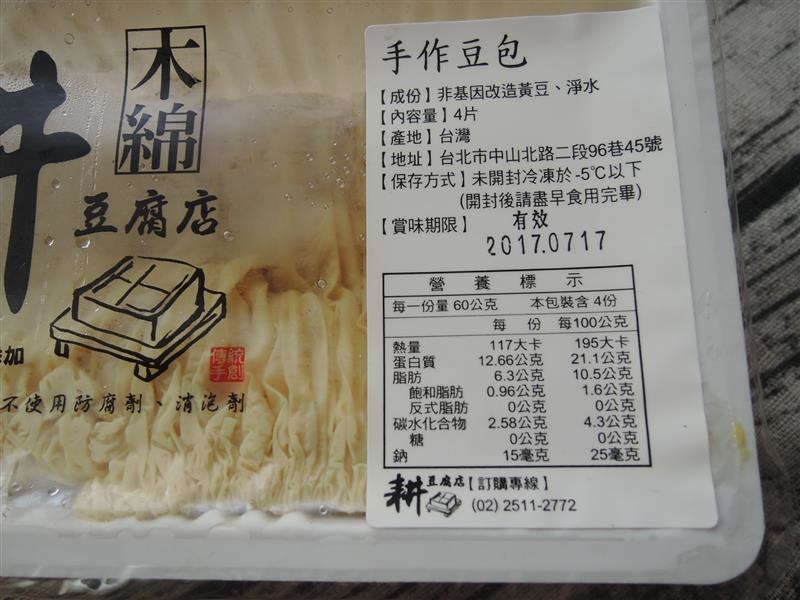 木綿
耕
豆腐店
加
傳統
手創
不使用防腐劑、消泡劑
手作豆包
【成份】非基因改造黃豆、淨水
【內容量】4片
【產地】台灣
【地址】台北市中山北路二段96巷45號
【保存方式】未開封冷凍於 -5℃以下
(開封後請盡早食用完畢)
【賞味期限】 有效
2017.07.17
營養標示
每一份量 60公克 本包裝含 4份
每 份 每100公克
熱量 117大卡 195大卡
蛋白質 12.66公克 21.1公克
脂肪 6.3公克 10.5公克
飽和脂肪 0.96公克 1.6公克
反式脂肪 0公克 0公克
碳水化合物 2.58公克 4.3公克
糖 0公克 0公克
鈉 15毫克 25毫克
耕 豆腐店【訂購專線】
(02) 2511-2772